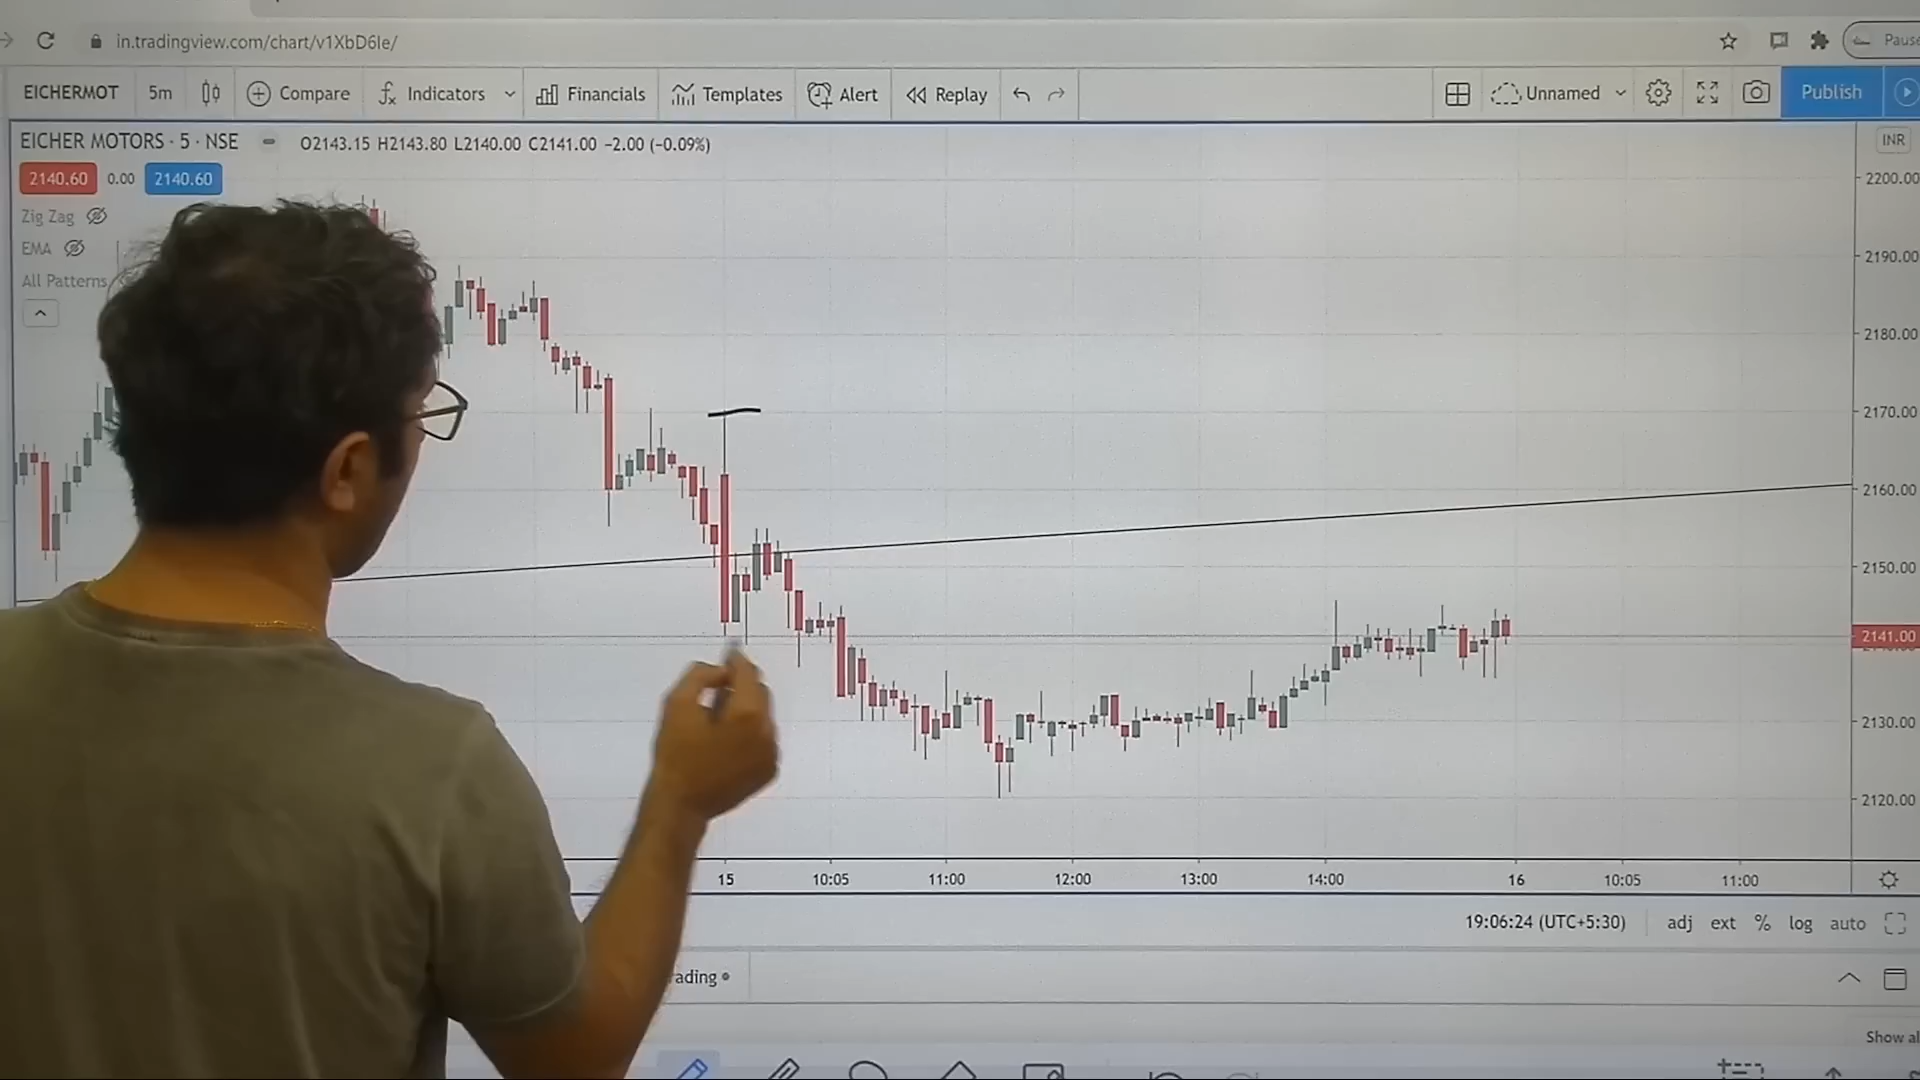 in.tradingview.com/chart/v1XbD6Ie/
Pause
EICHERMOT 5m Compare Indicators Financials Templates Alert Replay Unnamed Publish
EICHER MOTORS · 5 · NSE O2143.15 H2143.80 L2140.00 C2141.00 −2.00 (−0.09%)
INR
2140.60 0.00 2140.60
Zig Zag
EMA
All Patterns
2200.00
2190.00
2180.00
2170.00
2160.00
2150.00
2141.00
2130.00
2120.00
15 10:05 11:00 12:00 13:00 14:00 16 10:05 11:00
19:06:24 (UTC+5:30) adj ext % log auto
rading
Show al